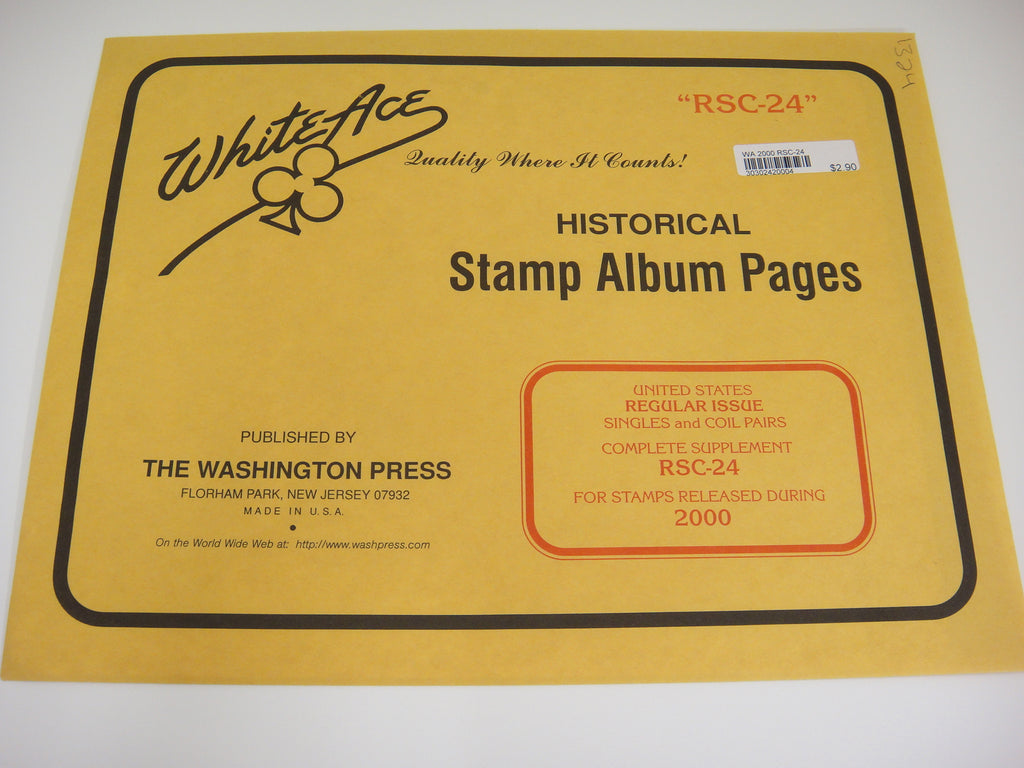 1324
"RSC-24"
White Ace
Quality Where It Counts!
WA 2000 RSC-24
30302420004
$2.90
HISTORICAL
Stamp Album Pages
UNITED STATES
REGULAR ISSUE
SINGLES and COIL PAIRS
COMPLETE SUPPLEMENT
RSC-24
FOR STAMPS RELEASED DURING
2000
PUBLISHED BY
THE WASHINGTON PRESS
FLORHAM PARK, NEW JERSEY 07932
MADE IN U.S.A.
On the World Wide Web at: http://www.washpress.com